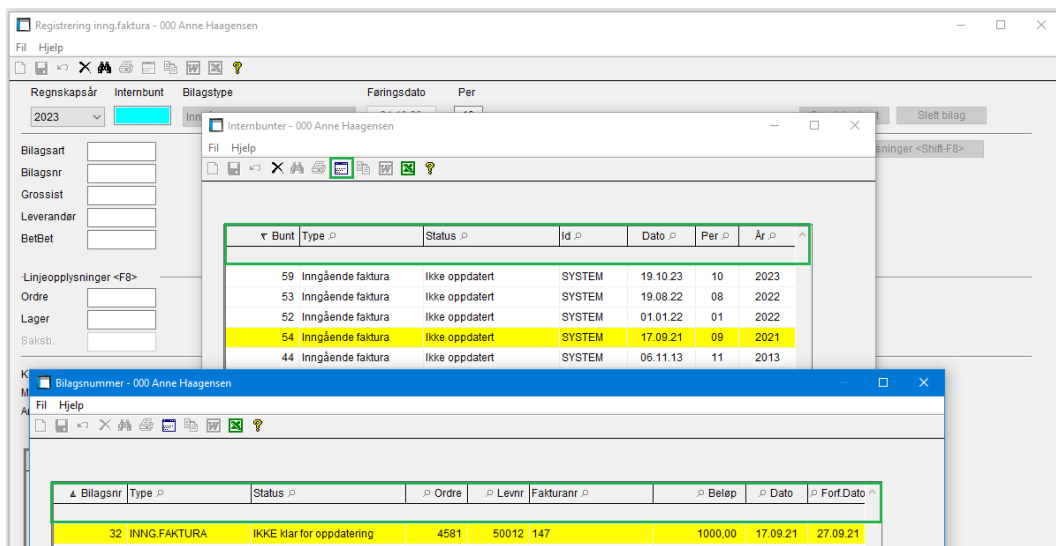 Registrering inng.faktura - 000 Anne Haagensen
Fil Hjelp
Regnskapsår Internbunt Bilagstype Føringsdato Per
2023
Slett bilag
Internbunter - 000 Anne Haagensen
Fil Hjelp
Bilagsart
Bilagsnr
Grossist
Leverandør
BetBet
<Shift-F8>
Bunt Type Status Id Dato Per År
-Linjeopplysninger <F8>
Ordre
Lager
Saksb.
59 Inngående faktura Ikke oppdatert SYSTEM 19.10.23 10 2023
53 Inngående faktura Ikke oppdatert SYSTEM 19.08.22 08 2022
52 Inngående faktura Ikke oppdatert SYSTEM 01.01.22 01 2022
54 Inngående faktura Ikke oppdatert SYSTEM 17.09.21 09 2021
44 Inngående faktura Ikke oppdatert SYSTEM 06.11.13 11 2013
Bilagsnummer - 000 Anne Haagensen
Fil Hjelp
Bilagsnr Type Status Ordre Levnr Fakturanr Beløp Dato Forf.Dato
32 INNG.FAKTURA IKKE klar for oppdatering 4581 50012 147 1000,00 17.09.21 27.09.21